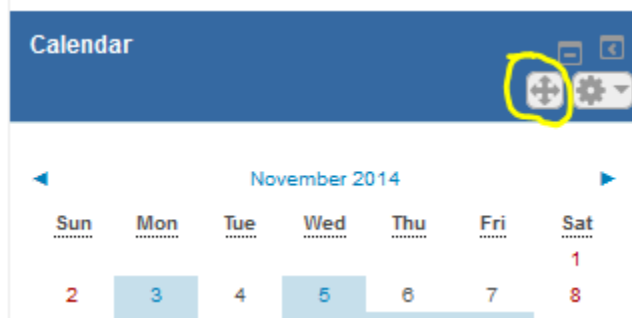 Calendar
November 2014
Sun Mon Tue Wed Thu Fri Sat
1
2 3 4 5 6 7 8